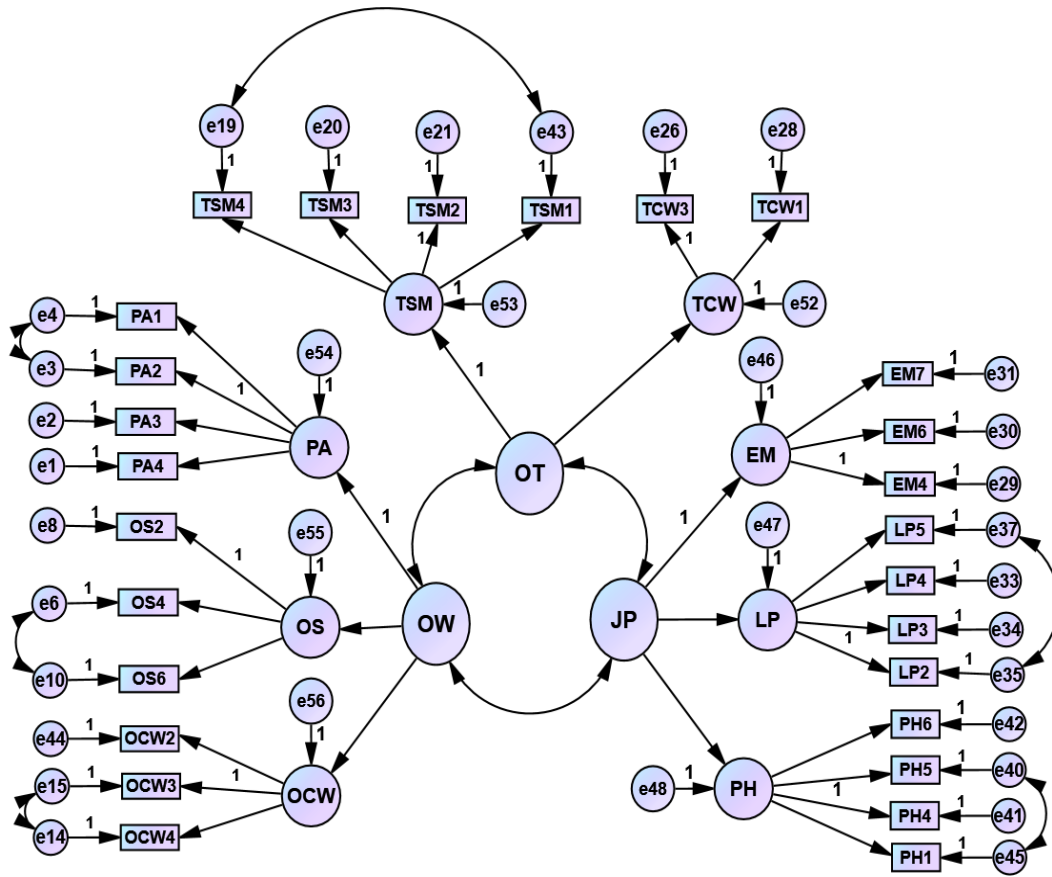 e19
e20
e21
e43
e26
e28
1
1
1
1
1
1
TSM4
TSM3
TSM2
TSM1
TCW3
TCW1
1
1
TSM
1
e53
TCW
1
e52
e4
1
PA1
e3
1
PA2
e2
1
PA3
e1
1
PA4
1
e54
1
PA
1
1
OT
e46
1
EM
EM7
1
e31
EM6
1
e30
1
EM4
1
e29
1
e8
1
OS2
e6
1
OS4
e10
1
OS6
1
e55
1
OS
OW
JP
e47
1
LP
LP5
1
e37
LP4
1
e33
LP3
1
e34
1
LP2
1
e35
e44
1
OCW2
e15
1
OCW3
e14
1
OCW4
1
e56
1
OCW
e48
1
PH
PH6
1
e42
PH5
1
e40
1
PH4
1
e41
PH1
1
e45